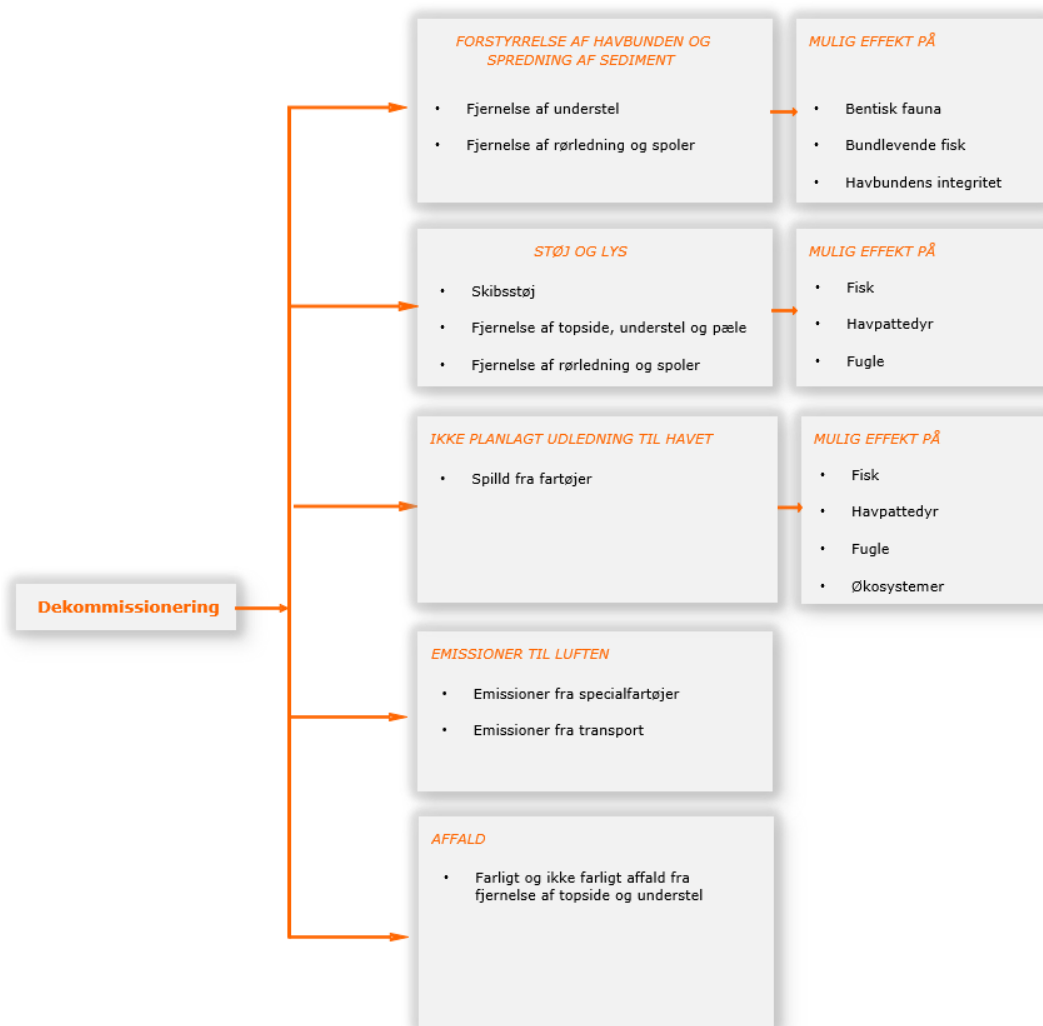 FORSTYRRELSE AF HAVBUNDEN OG
SPREDNING AF SEDIMENT
• Fjernelse af understel
• Fjernelse af rørledning og spoler
MULIG EFFEKT PÅ
• Bentisk fauna
• Bundlevende fisk
• Havbundens integritet
STØJ OG LYS
• Skibsstøj
• Fjernelse af topside, understel og pæle
• Fjernelse af rørledning og spoler
MULIG EFFEKT PÅ
• Fisk
• Havpattedyr
• Fugle
IKKE PLANLAGT UDLEDNING TIL HAVET
• Spilld fra fartøjer
MULIG EFFEKT PÅ
• Fisk
• Havpattedyr
• Fugle
• Økosystemer
Dekommissionering
EMISSIONER TIL LUFTEN
• Emissioner fra specialfartøjer
• Emissioner fra transport
AFFALD
• Farligt og ikke farligt affald fra
fjernelse af topside og understel